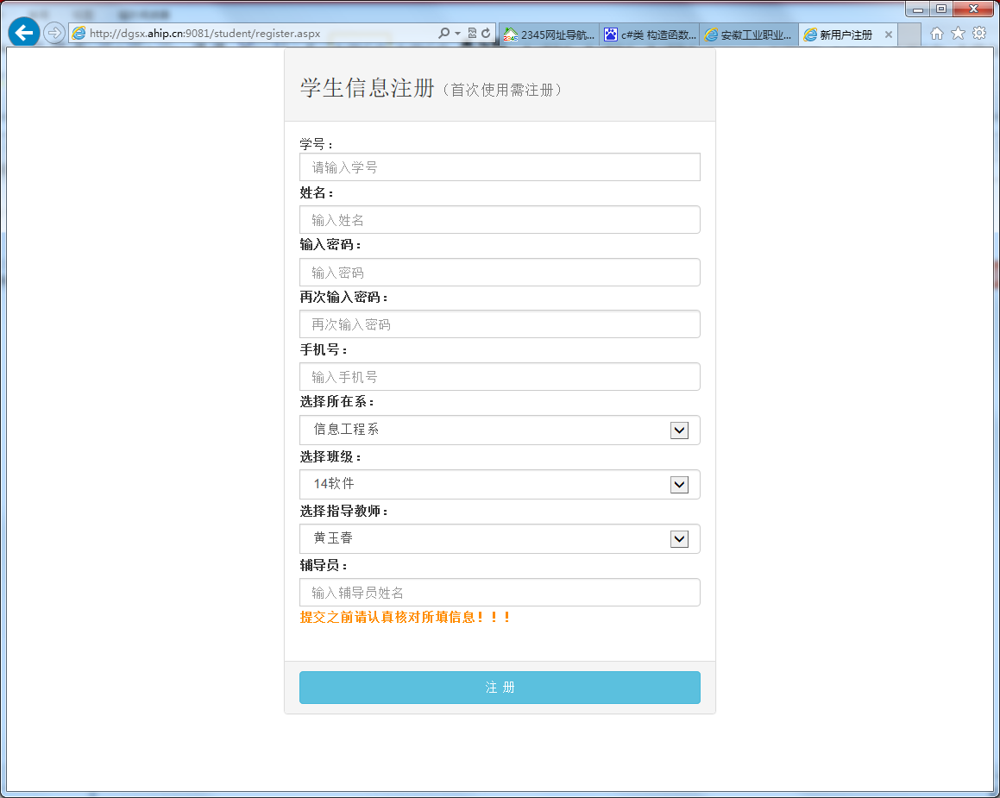 http://dgsx.ahip.cn:9081/student/register.aspx
2345网址导航...
c#类 构造函数...
安徽工业职业...
新用户注册
学生信息注册（首次使用需注册）
学号：
请输入学号
姓名：
输入姓名
输入密码：
输入密码
再次输入密码：
再次输入密码
手机号：
输入手机号
选择所在系：
信息工程系
选择班级：
14软件
选择指导教师：
黄玉春
辅导员：
输入辅导员姓名
提交之前请认真核对所填信息！！！
注 册